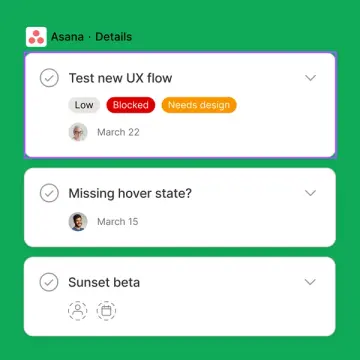 Asana · Details
Test new UX flow
Low Blocked Needs design
March 22
Missing hover state?
March 15
Sunset beta